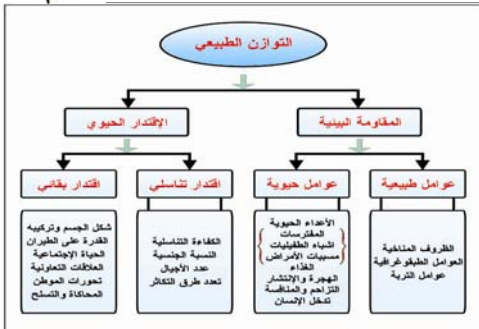 التوازن الطبيعي
المقاومة البيئية
الإقتدار الحيوي
عوامل طبيعية
عوامل حيوية
اقتدار تناسلي
اقتدار بقائي
الظروف المناخية
العوامل الطبوغرافية
عوامل التربة
الأعداء الحيوية
المفترسات
اشباه الطفيليات
مسببات الأمراض
الغذاء
الهجرة والإنتشار
التزاحم والمنافسة
تدخل الإنسان
الكفاءة التناسلية
النسبة الجنسية
عدد الأجيال
تعدد طرق التكاثر
شكل الجسم وتركيبه
القدرة على الطيران
الحياة الإجتماعية
العلاقات التعاونية
تحورات الموطن
المحاكاة والتسلح